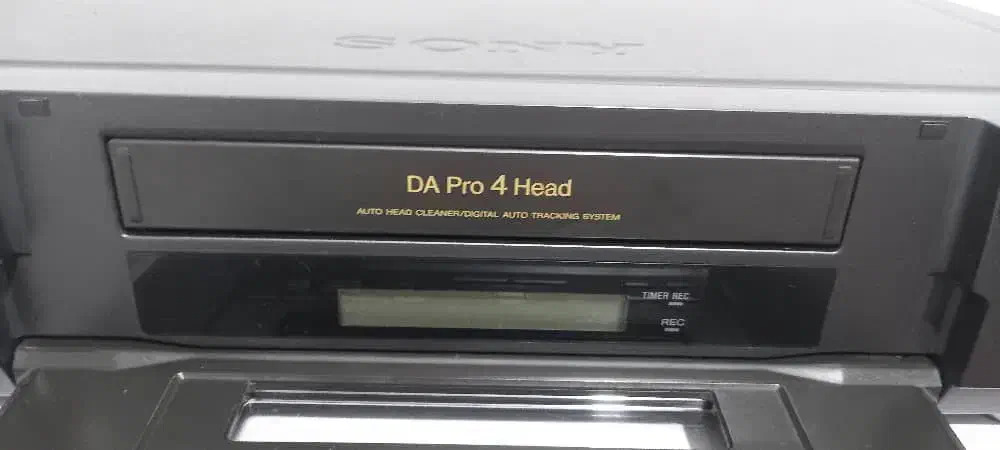 SONY
DA Pro 4 Head
AUTO HEAD CLEANER/DIGITAL AUTO TRACKING SYSTEM
TIMER REC
REC